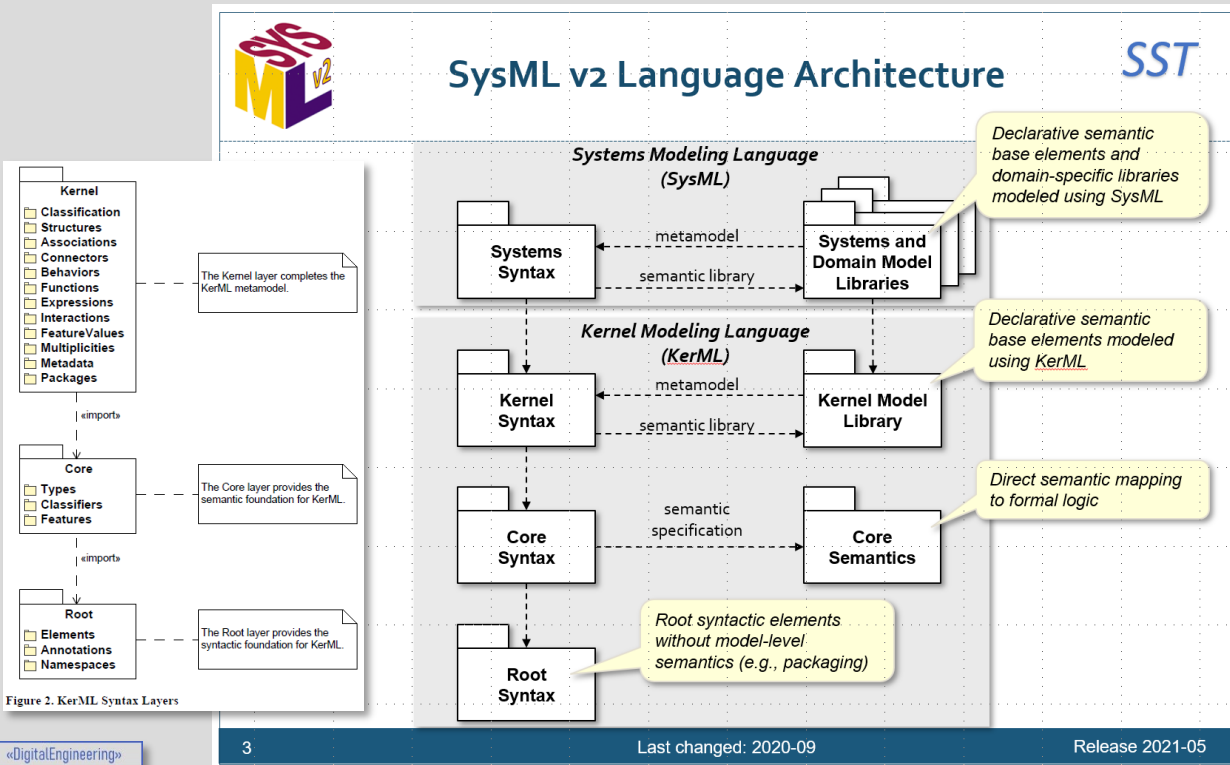 SYS
ML
v2
SysML v2 Language Architecture
SST
Systems Modeling Language
(SysML)
Declarative semantic
base elements and
domain-specific libraries
modeled using SysML
Systems
Syntax
metamodel
semantic library
Systems and
Domain Model
Libraries
Kernel Modeling Language
(KerML)
Declarative semantic
base elements modeled
using KerML
Kernel
Syntax
metamodel
semantic library
Kernel Model
Library
Direct semantic mapping
to formal logic
Core
Syntax
semantic
specification
Core
Semantics
Root syntactic elements
without model-level
semantics (e.g., packaging)
Root
Syntax
Kernel
Classification
Structures
Associations
Connectors
Behaviors
Functions
Expressions
Interactions
FeatureValues
Multiplicities
Metadata
Packages
The Kernel layer completes the
KerML metamodel.
«import»
Core
Types
Classifiers
Features
The Core layer provides the
semantic foundation for KerML.
«import»
Root
Elements
Annotations
Namespaces
The Root layer provides the
syntactic foundation for KerML.
Figure 2. KerML Syntax Layers
«DigitalEngineering»
3
Last changed: 2020-09
Release 2021-05